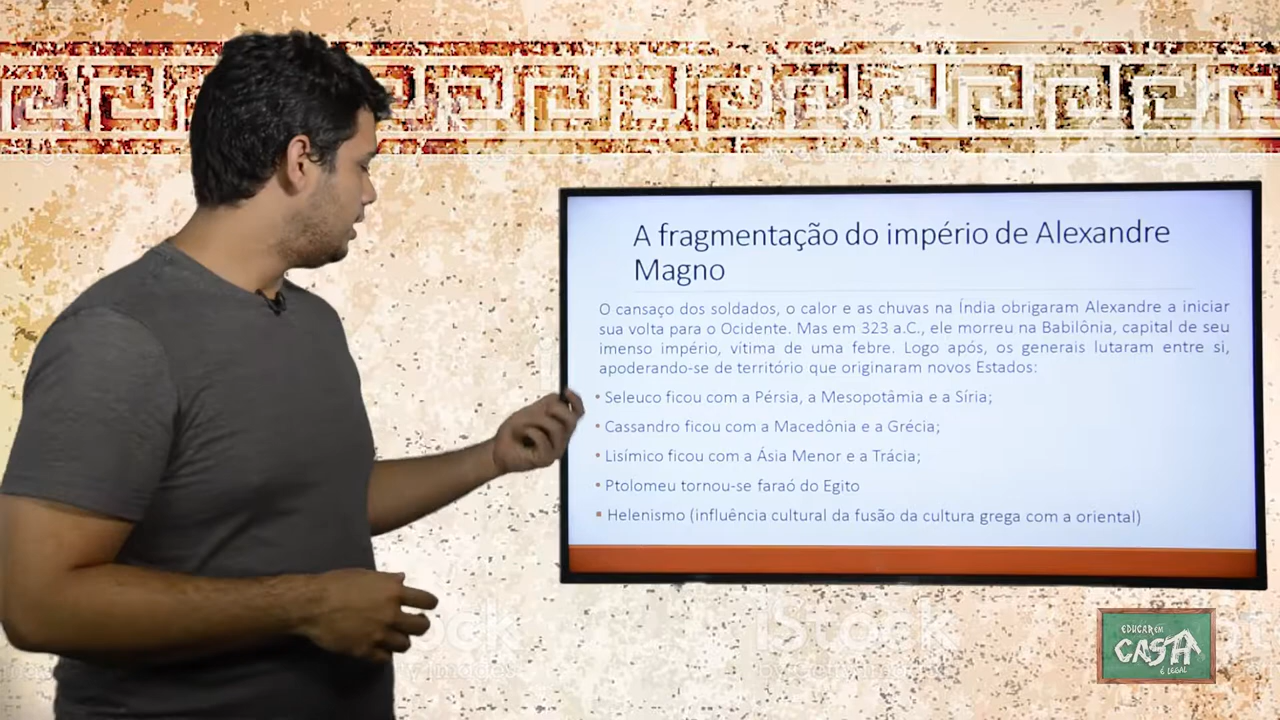 A fragmentação do império de Alexandre
Magno
O cansaço dos soldados, o calor e as chuvas na Índia obrigaram Alexandre a iniciar
sua volta para o Ocidente. Mas em 323 a.C., ele morreu na Babilônia, capital de seu
imenso império, vítima de uma febre. Logo após, os generais lutaram entre si,
apoderando-se de território que originaram novos Estados:
• Seleuco ficou com a Pérsia, a Mesopotâmia e a Síria;
• Cassandro ficou com a Macedônia e a Grécia;
• Lisímico ficou com a Ásia Menor e a Trácia;
• Ptolomeu tornou-se faraó do Egito
▪ Helenismo (influência cultural da fusão da cultura grega com a oriental)
iStock
by Getty Images
EDUCAR EM
CASA
É LEGAL